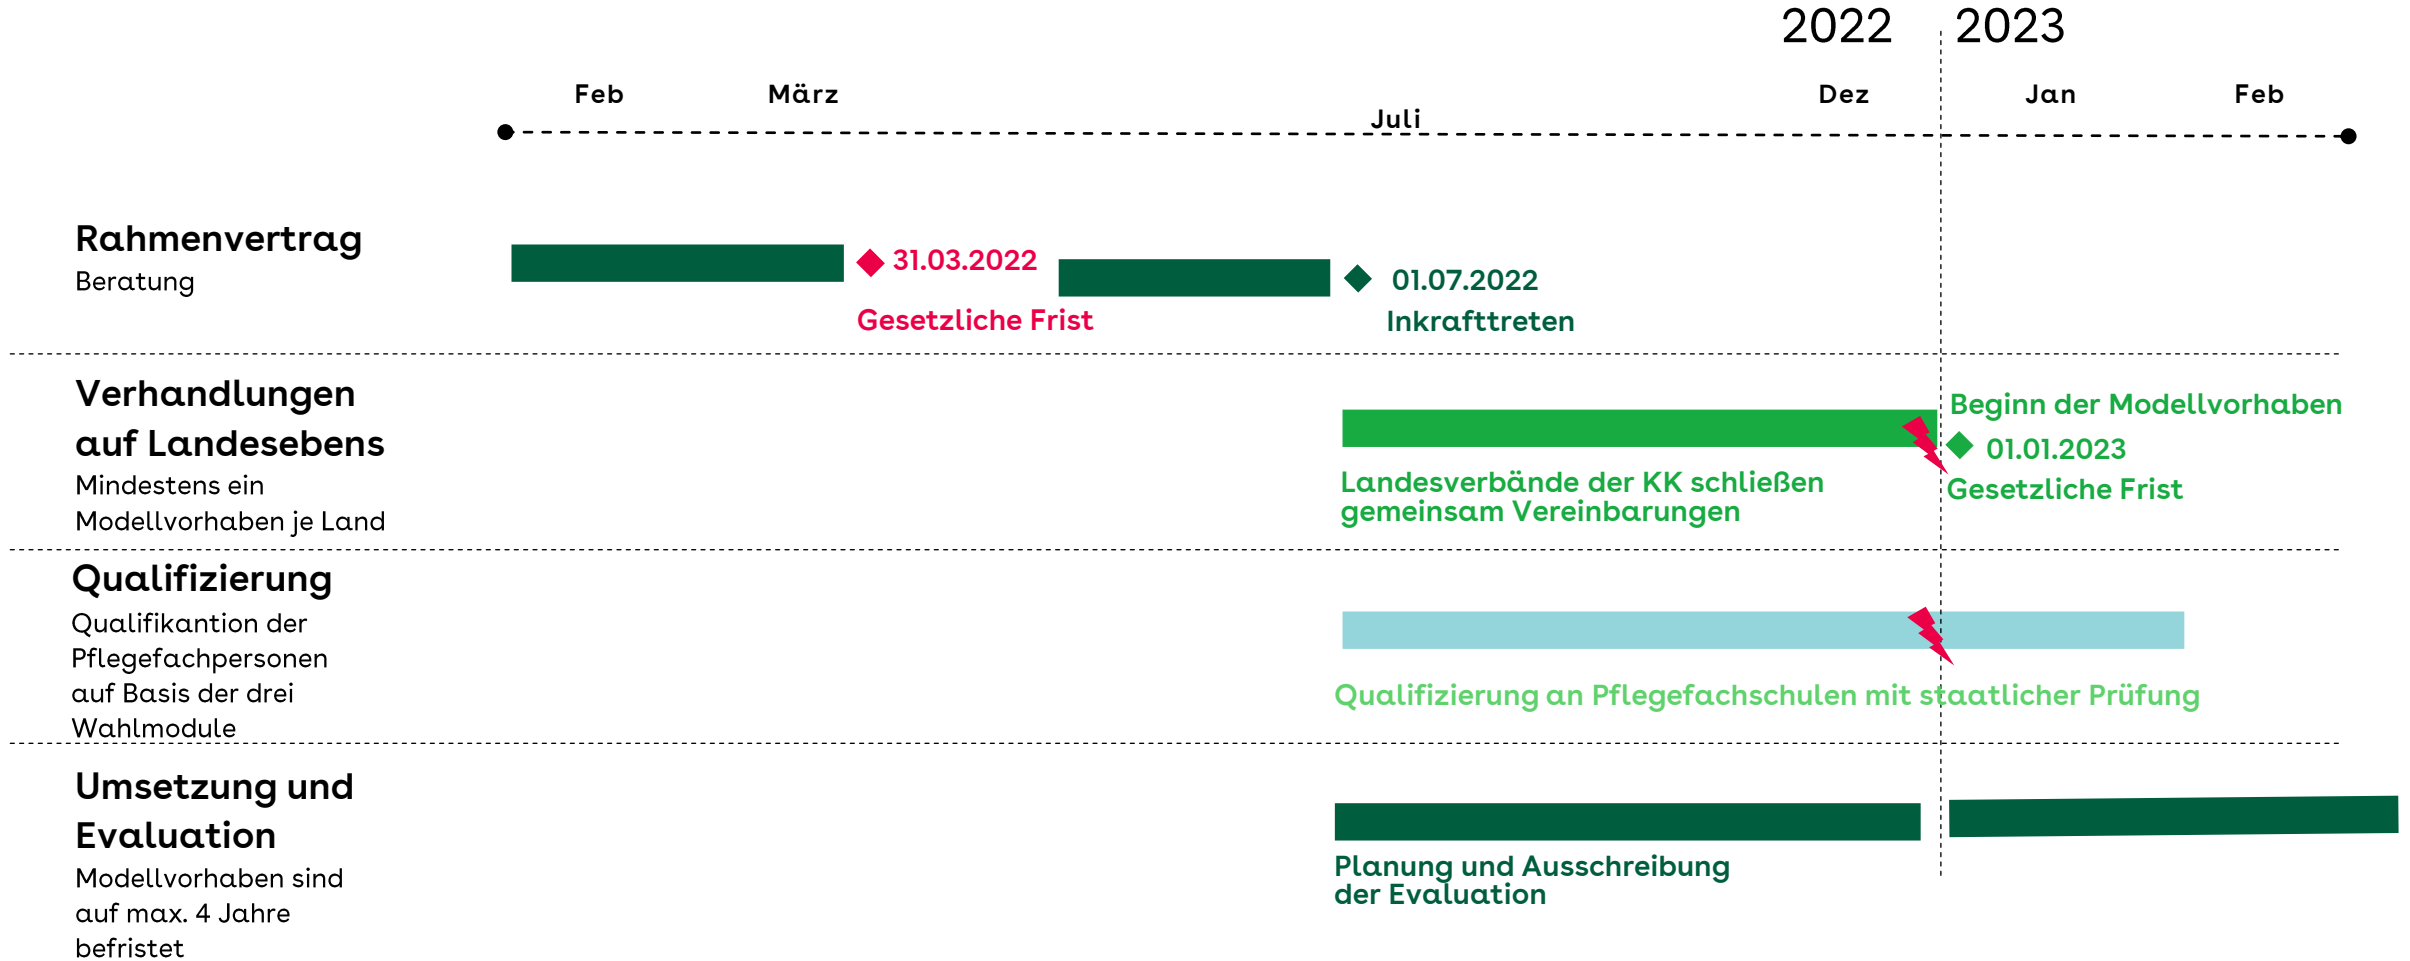 2022 2023
Feb März Juli Dez Jan Feb
Rahmenvertrag
Beratung
31.03.2022
Gesetzliche Frist
01.07.2022
Inkrafttreten
Verhandlungen
auf Landesebens
Mindestens ein
Modellvorhaben je Land
Landesverbände der KK schließen
gemeinsam Vereinbarungen
Beginn der Modellvorhaben
01.01.2023
Gesetzliche Frist
Qualifizierung
Qualifikantion der
Pflegefachpersonen
auf Basis der drei
Wahlmodule
Qualifizierung an Pflegefachschulen mit staatlicher Prüfung
Umsetzung und
Evaluation
Modellvorhaben sind
auf max. 4 Jahre
befristet
Planung und Ausschreibung
der Evaluation